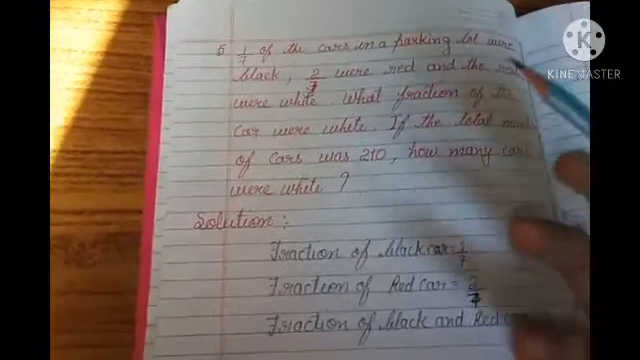 KINEMASTER
5 1/7 of the cars in a parking lot were
black, 2/7 were red and the rest
were white. What fraction of the
car were white. If the total
of cars was 210, how many cars
were white ?
Solution :
Fraction of black car = 1/7
Fraction of Red car = 2/7
Fraction of black and Red